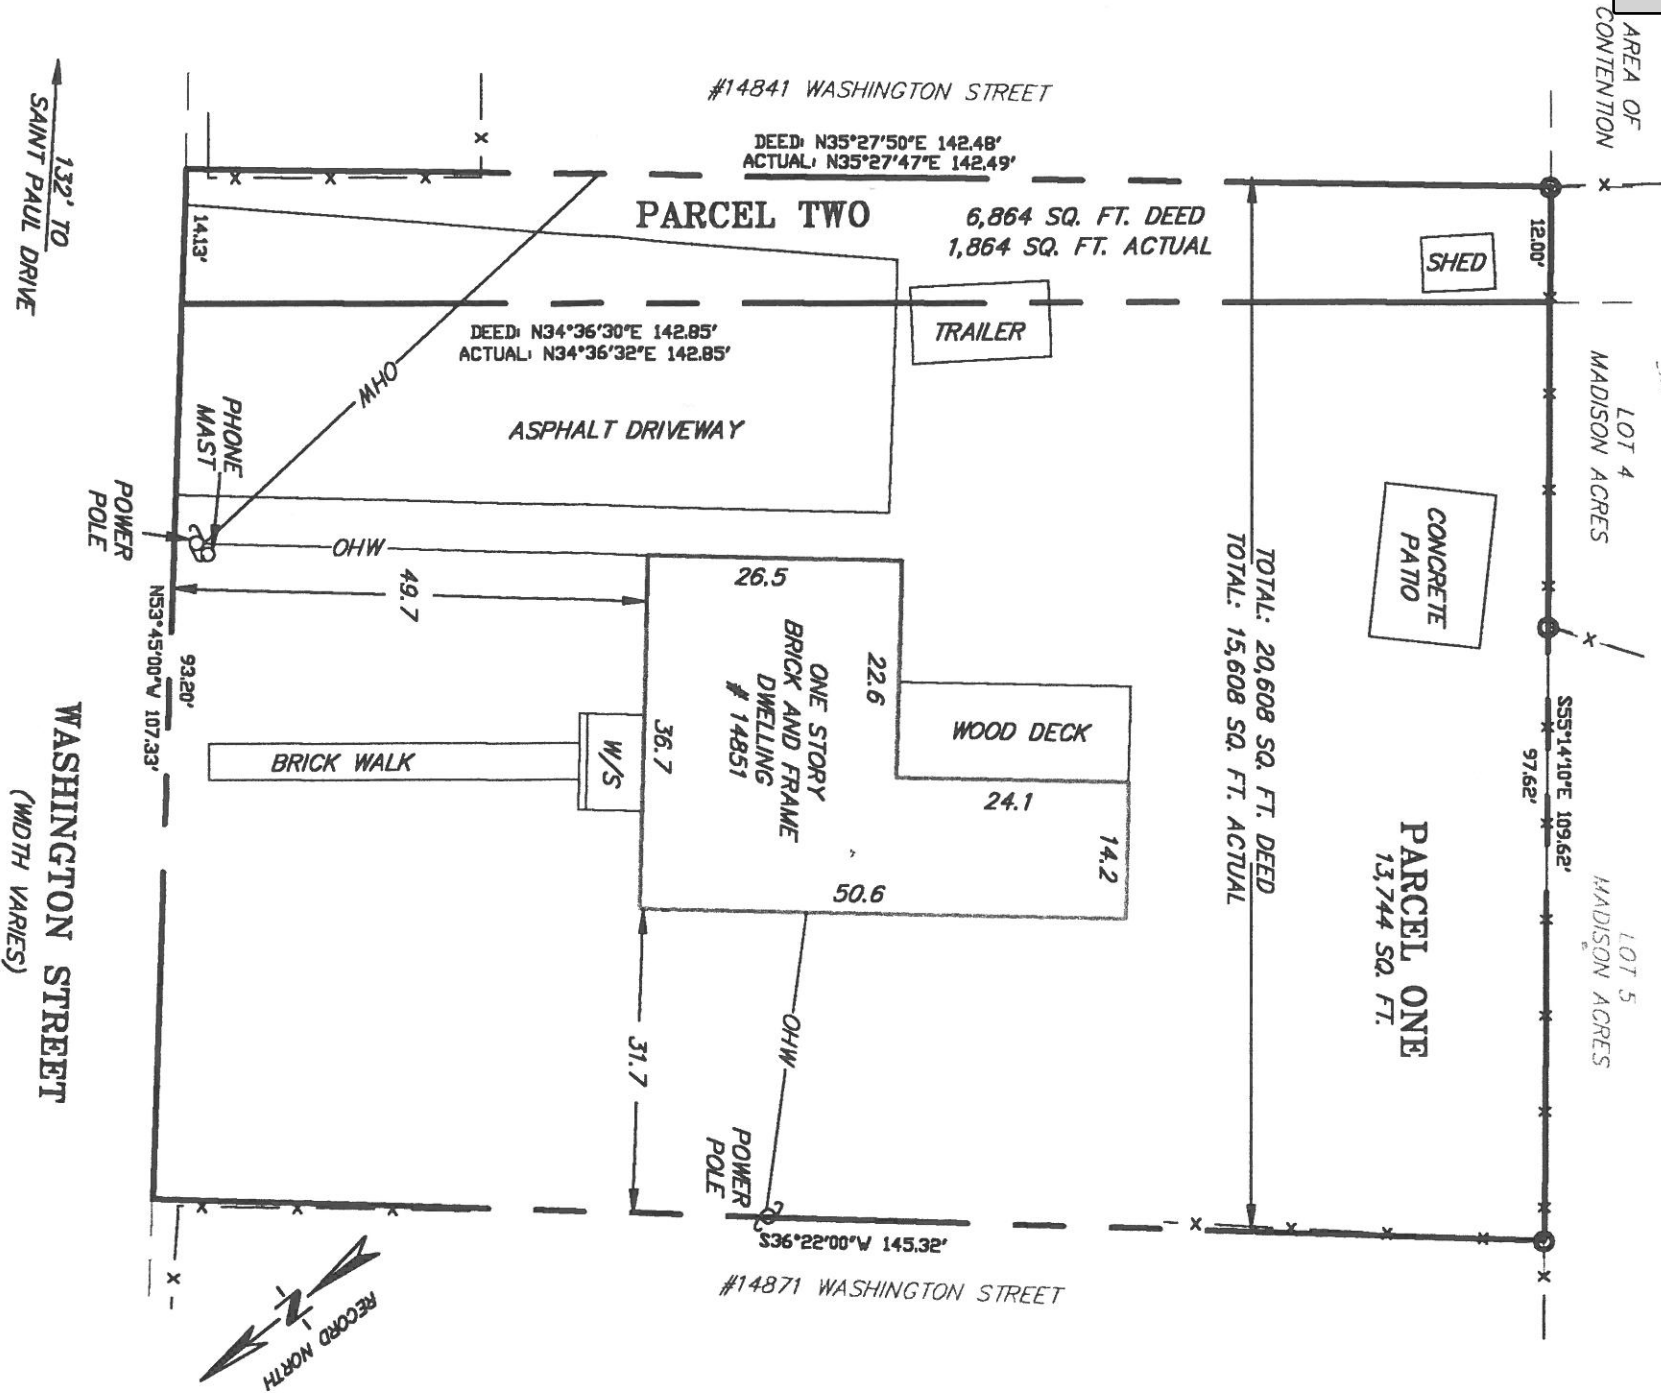 AREA OF
CONTENTION
#14841 WASHINGTON STREET
DEED: N35°27'50"E 142.48'
ACTUAL: N35°27'47"E 142.49'
PARCEL TWO
6,864 SQ. FT. DEED
1,864 SQ. FT. ACTUAL
14.13'
12.00'
SHED
TRAILER
DEED: N34°36'30"E 142.85'
ACTUAL: N34°36'32"E 142.85'
OHW
ASPHALT DRIVEWAY
PHONE
MAST
POWER
POLE
132' TO
SAINT PAUL DRIVE
LOT 4
MADISON ACRES
CONCRETE
PATIO
OHW
49.7
26.5
22.6
ONE STORY
BRICK AND FRAME
DWELLING
# 14851
36.7
W/S
BRICK WALK
WOOD DECK
24.1
14.2
50.6
TOTAL: 20,608 SQ. FT. DEED
TOTAL: 15,608 SQ. FT. ACTUAL
S55°14'10"E 109.62'
97.62'
PARCEL ONE
13,744 SQ. FT.
LOT 5
MADISON ACRES
93.20'
N53°45'00"W 107.33'
WASHINGTON STREET
(WIDTH VARIES)
31.7
OHW
POWER
POLE
S36°22'00"W 145.32'
#14871 WASHINGTON STREET
N
RECORD NORTH